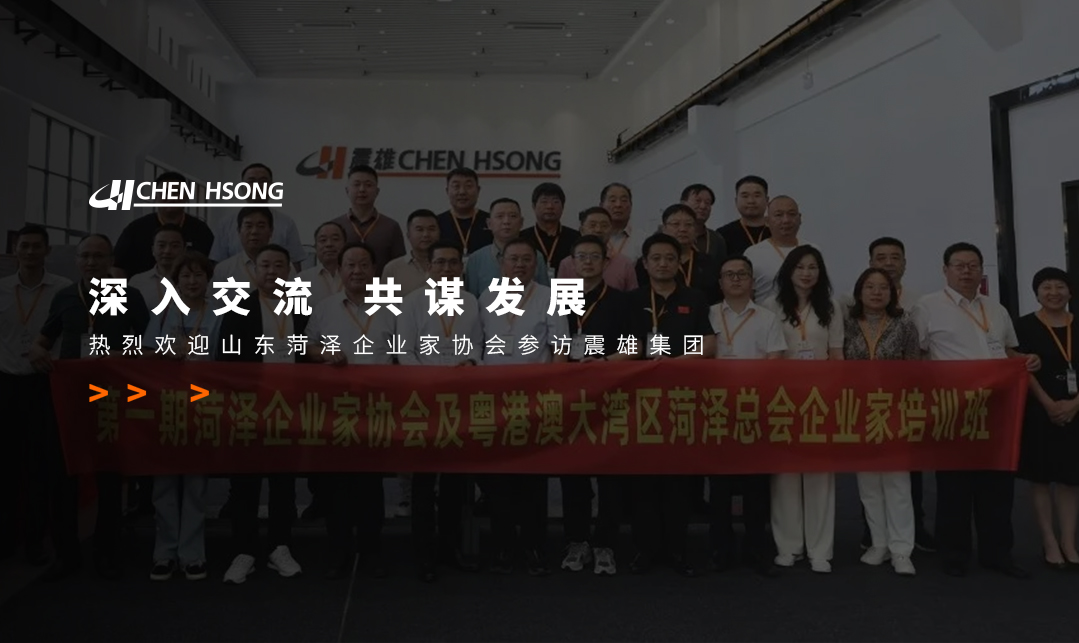 震雄 CHEN HSONG
CHEN HSONG
深入交流 共谋发展
热烈欢迎山东菏泽企业家协会参访震雄集团
> > >
第一期菏泽企业家协会及粤港澳大湾区菏泽总会企业家培训班